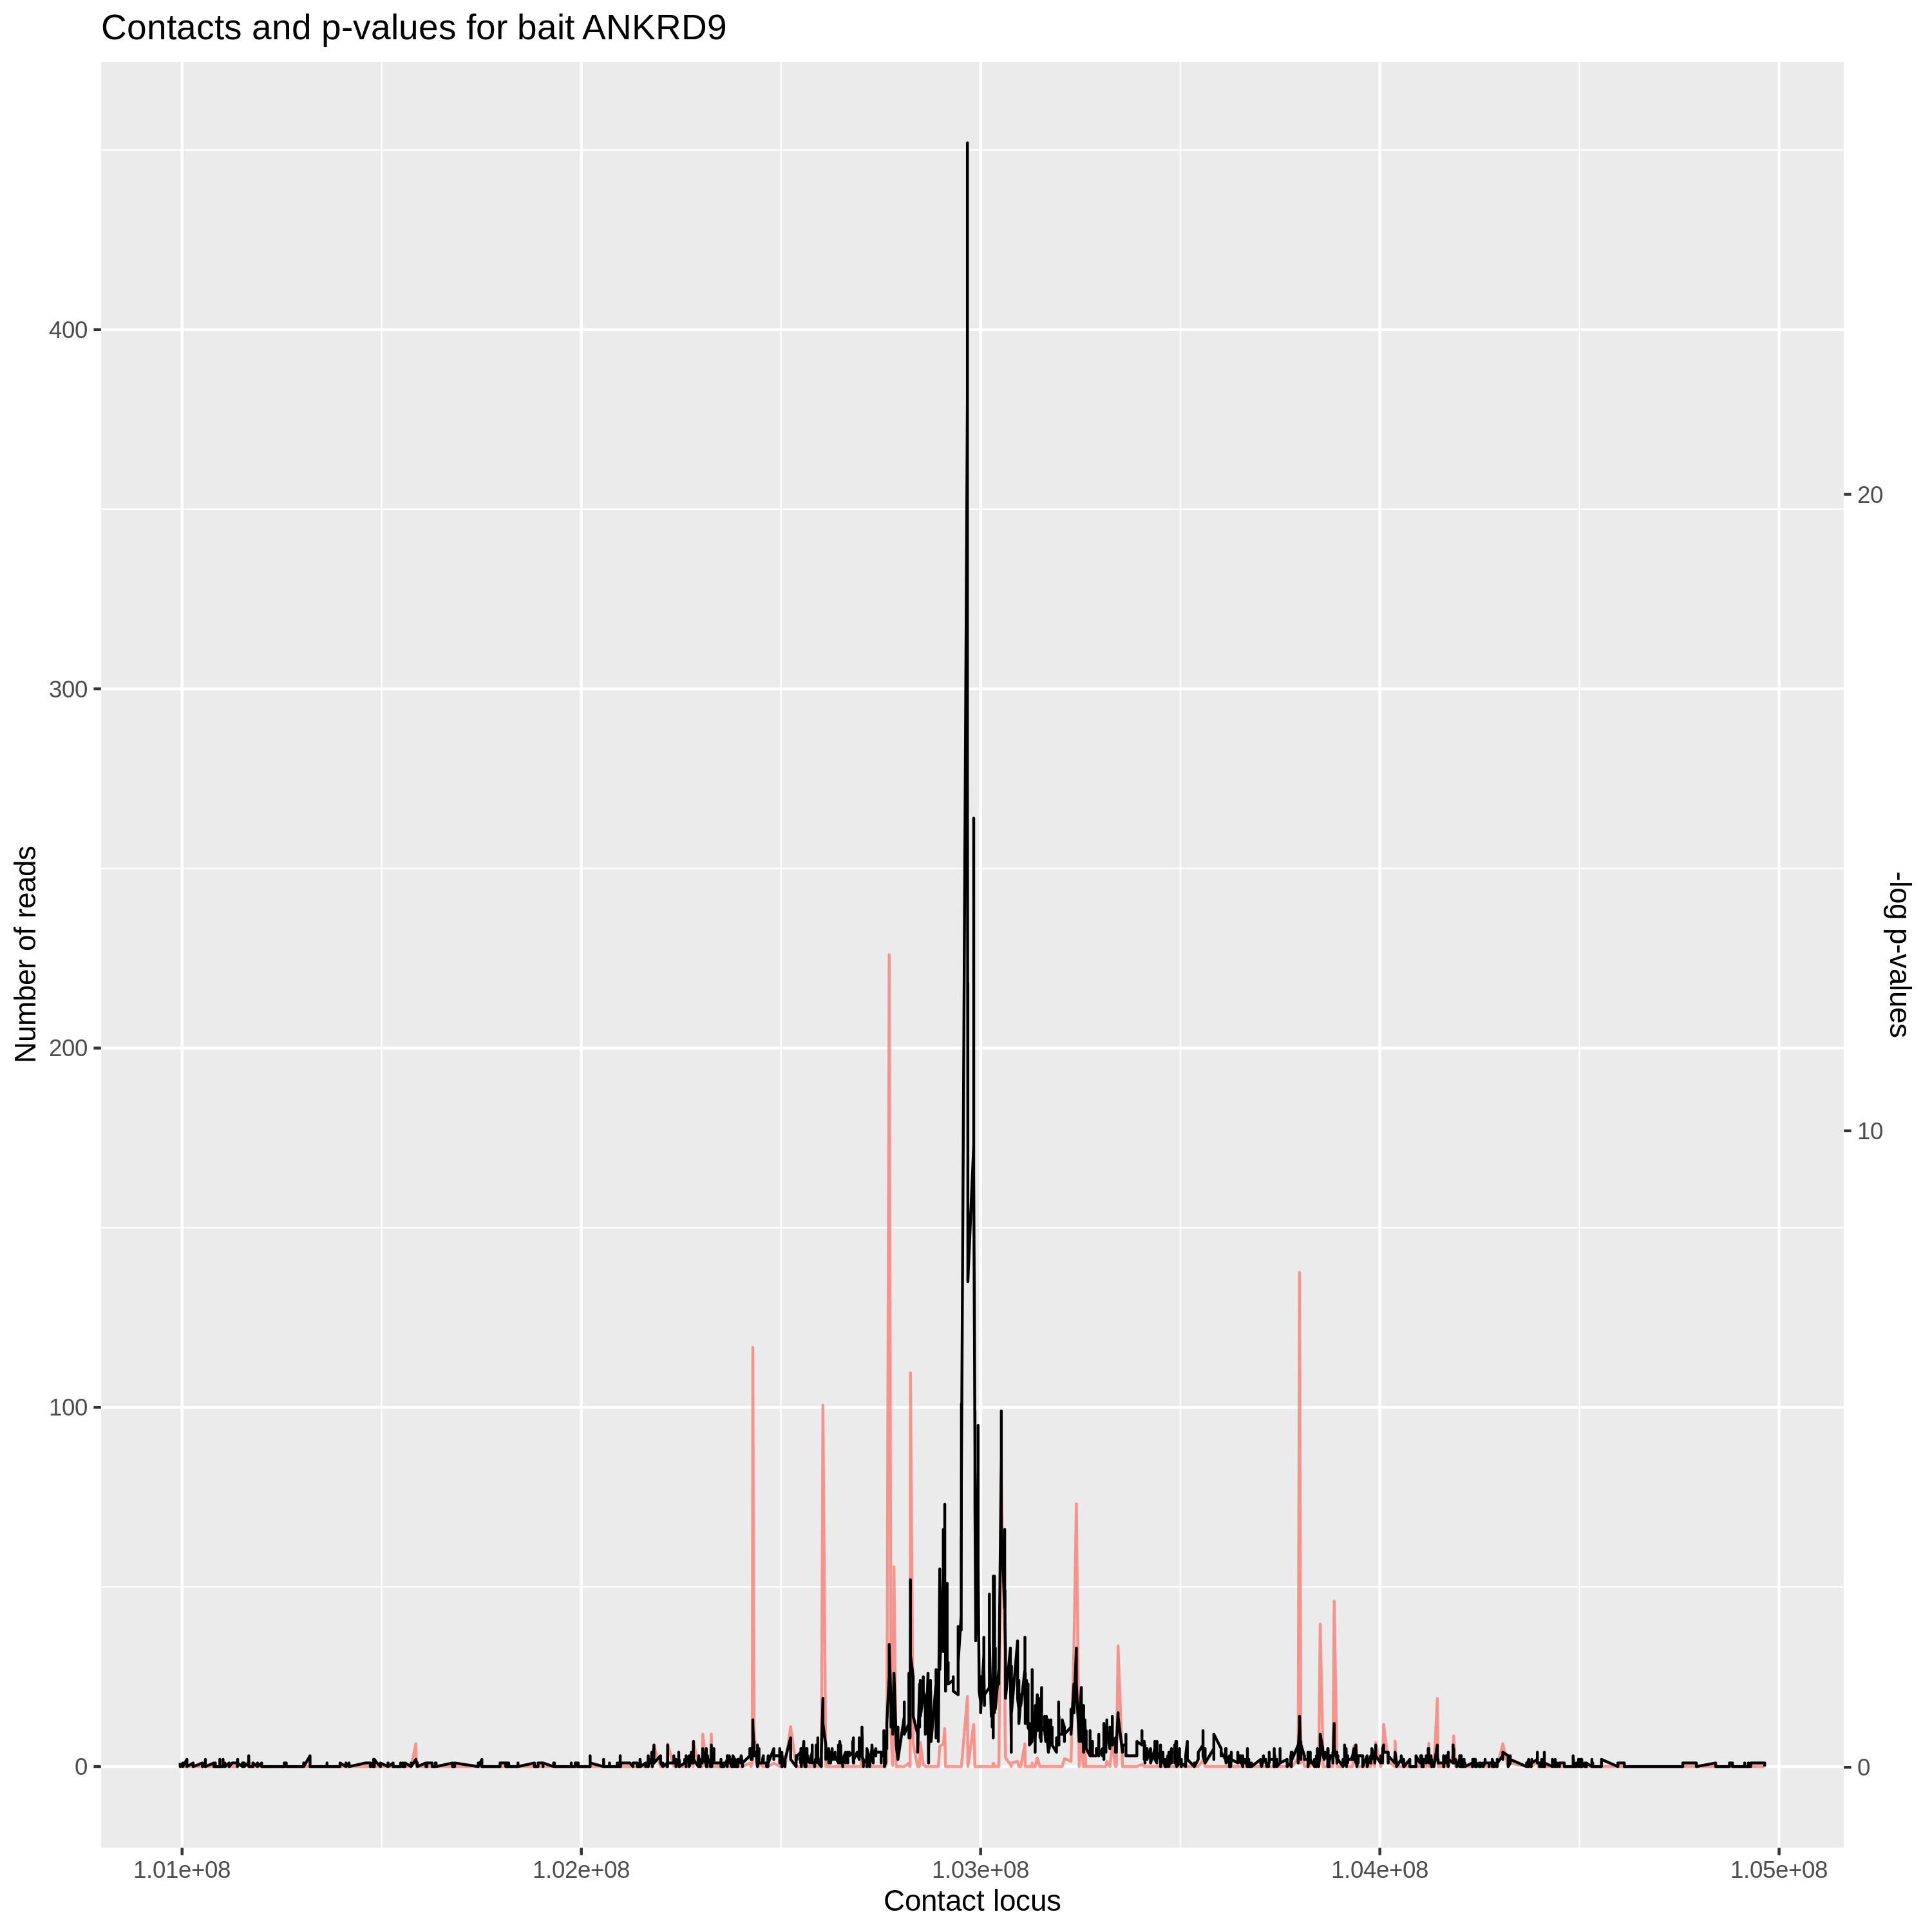 Contacts and p-values for bait ANKRD9
400
300
200
100
0
Number of reads
20
10
0
-log p-values
1.01e+08 1.02e+08 1.03e+08 1.04e+08 1.05e+08
Contact locus